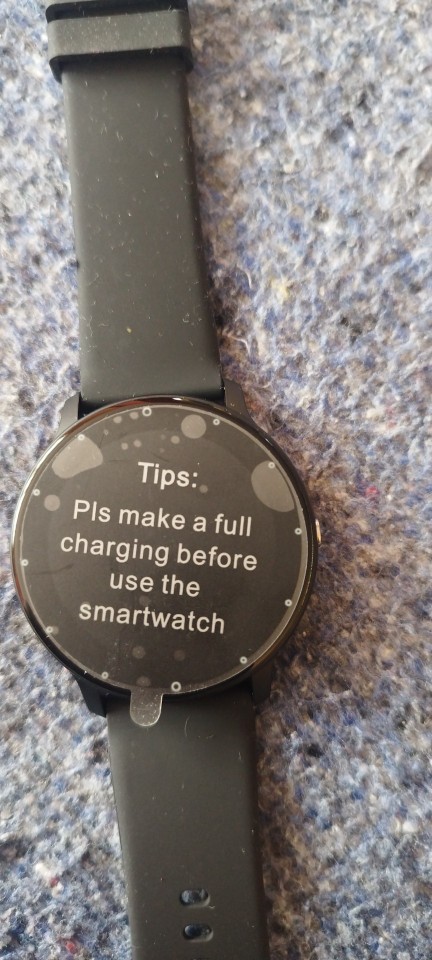 Tips:
Pls make a full
charging before
use the
smartwatch